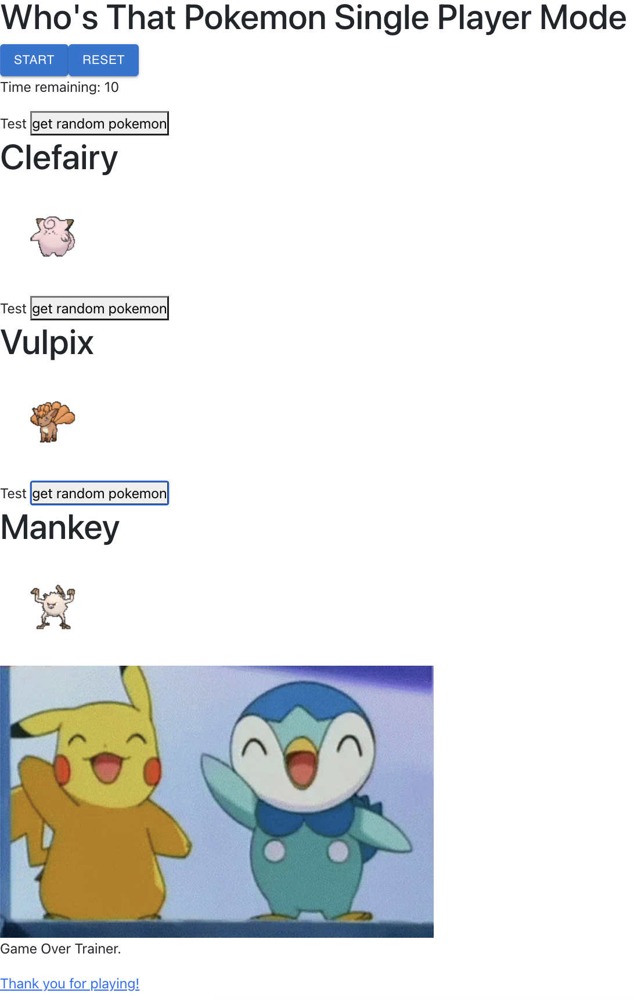 Who's That Pokemon Single Player Mode
START RESET
Time remaining: 10
Test get random pokemon
Clefairy
Test get random pokemon
Vulpix
Test get random pokemon
Mankey
Game Over Trainer.
Thank you for playing!